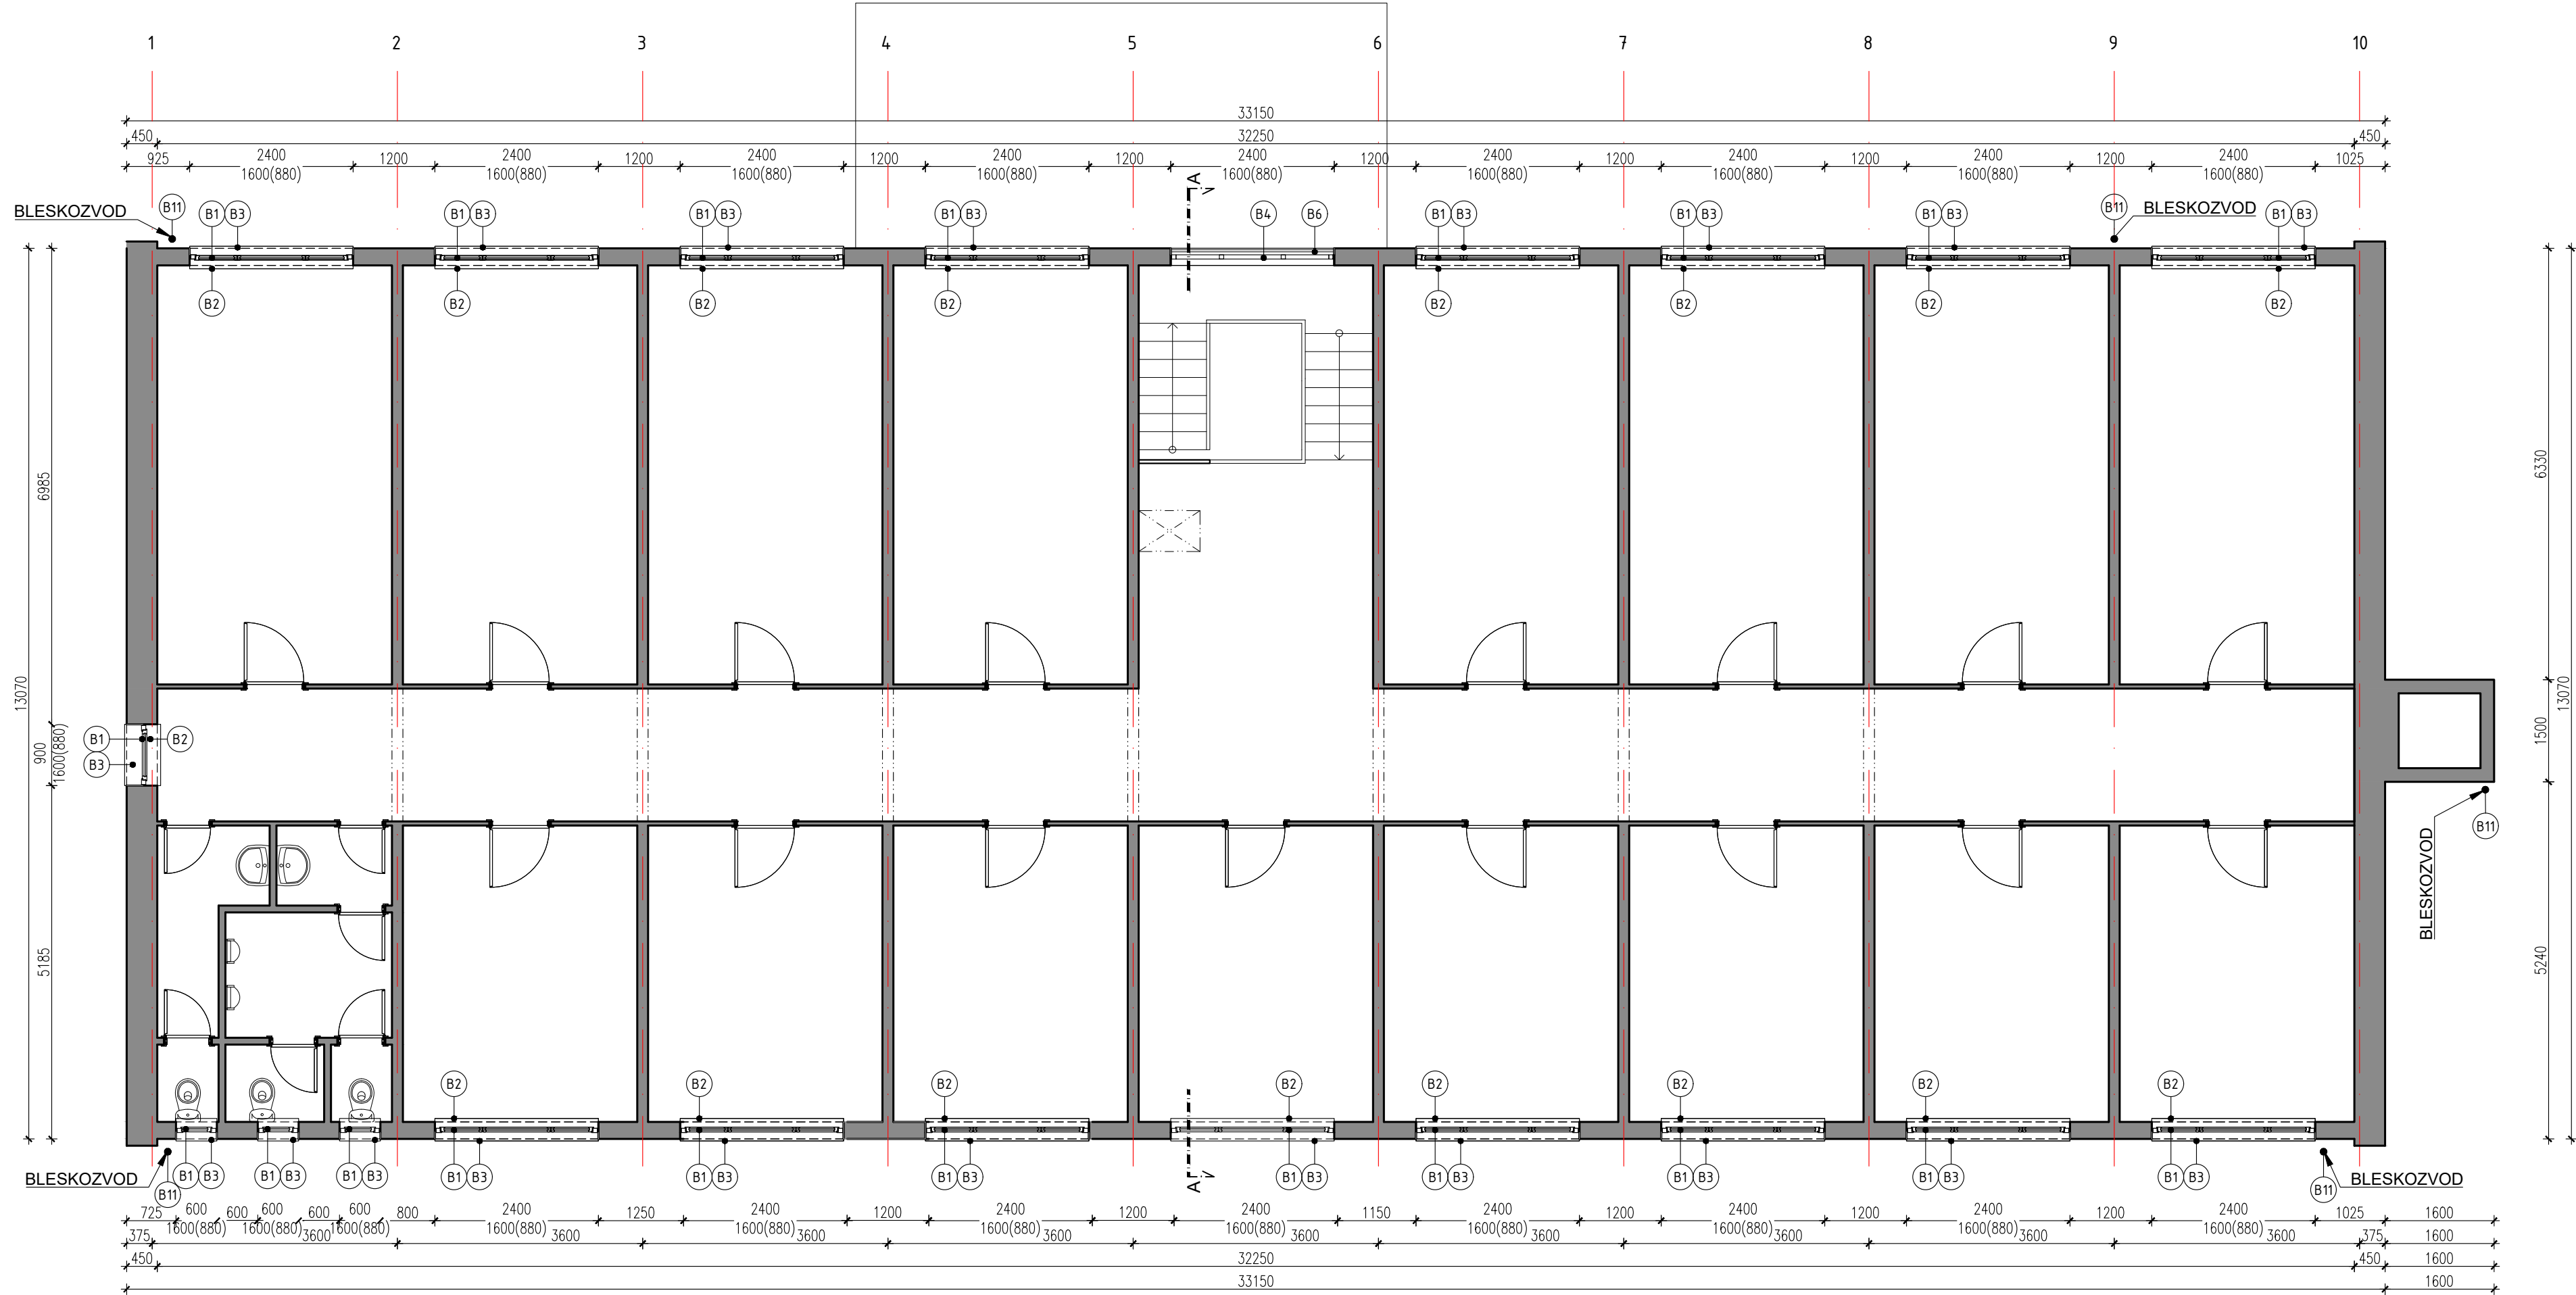 1 2 3 4 5 6 7 8 9 10
33150
450 32250 450
925 2400 1200 2400 1200 2400 1200 2400 1200 2400 1200 2400 1200 2400 1200 2400 1200 2400 1025
1600(880) 1600(880) 1600(880) 1600(880) 1600(880) 1600(880) 1600(880) 1600(880) 1600(880)
A
BLESKOZVOD B11 B1 B3 B1 B3 B1 B3 B1 B3 B4 B6 B1 B3 B1 B3 B1 B3 B11 BLESKOZVOD B1 B3
B2 B2 B2 B2 B2 B2 B2 B2
6985
6330
13070
13070
900
1600(880)
1500
B1 B2
B3
B11
BLESKOZVOD
5185
5240
B2 B2 B2 B2 B2 B2 B2 B2
B1 B3 B1 B3 B1 B3 B1 B3 B1 B3 B1 B3 B1 B3 B1 B3 B1 B3 B1 B3 B1 B3
A
BLESKOZVOD B11
B11 BLESKOZVOD
725 600 600 600 600 600 800 2400 1250 2400 1200 2400 1200 2400 1150 2400 1200 2400 1200 2400 1200 2400 1025 1600
1600(880) 1600(880) 1600(880) 1600(880) 1600(880) 1600(880) 1600(880) 1600(880) 1600(880) 1600(880) 1600(880)
375 3600 3600 3600 3600 3600 3600 3600 3600 3600 375 1600
450 32250 450 1600
33150 1600